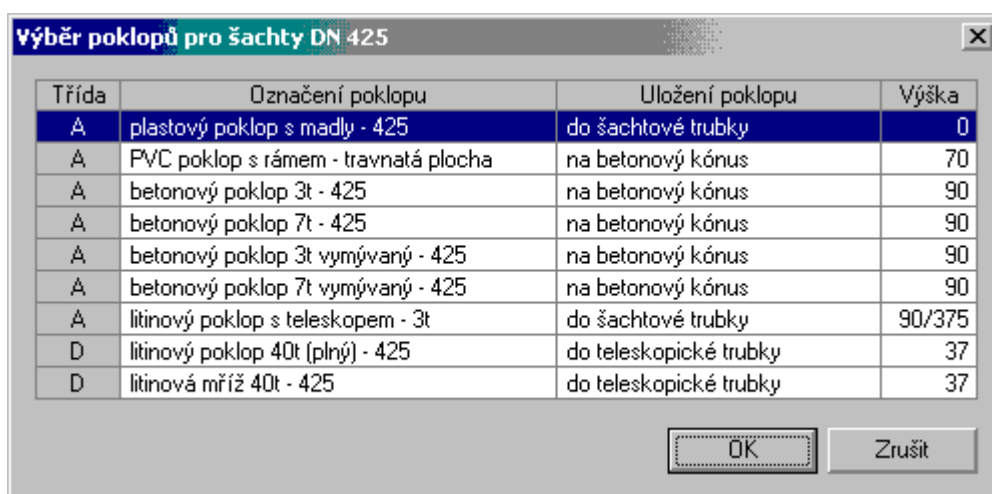 Výběr poklopů pro šachty DN 425
Třída Označení poklopu Uložení poklopu Výška
A plastový poklop s madly - 425 do šachtové trubky 0
A PVC poklop s rámem - travnatá plocha na betonový kónus 70
A betonový poklop 3t - 425 na betonový kónus 90
A betonový poklop 7t - 425 na betonový kónus 90
A betonový poklop 3t vymývaný - 425 na betonový kónus 90
A betonový poklop 7t vymývaný - 425 na betonový kónus 90
A litinový poklop s teleskopem - 3t do šachtové trubky 90/375
D litinový poklop 40t (plný) - 425 do teleskopické trubky 37
D litinová mříž 40t - 425 do teleskopické trubky 37
OK Zrušit